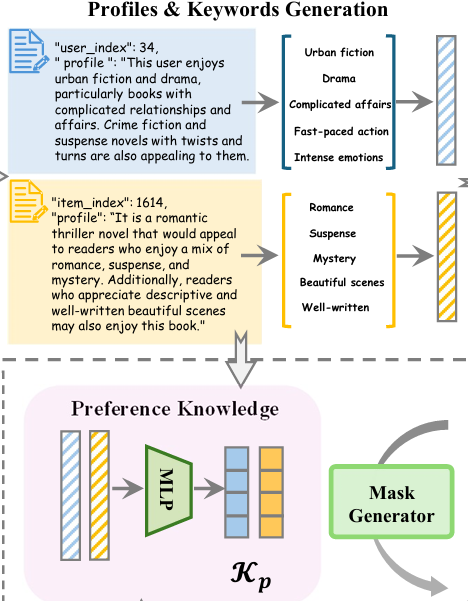 Profiles & Keywords Generation
"user_index": 34,
" profile ": "This user enjoys
urban fiction and drama,
particularly books with
complicated relationships and
affairs. Crime fiction and
suspense novels with twists and
turns are also appealing to them.
Urban fiction
Drama
Complicated affairs
Fast-paced action
Intense emotions
"item_index": 1614,
"profile": "It is a romantic
thriller novel that would appeal
to readers who enjoy a mix of
romance, suspense, and
mystery. Additionally, readers
who appreciate descriptive and
well-written beautiful scenes
may also enjoy this book."
Romance
Suspense
Mystery
Beautiful scenes
Well-written
Preference Knowledge
MLP
𝒦p
Mask
Generator